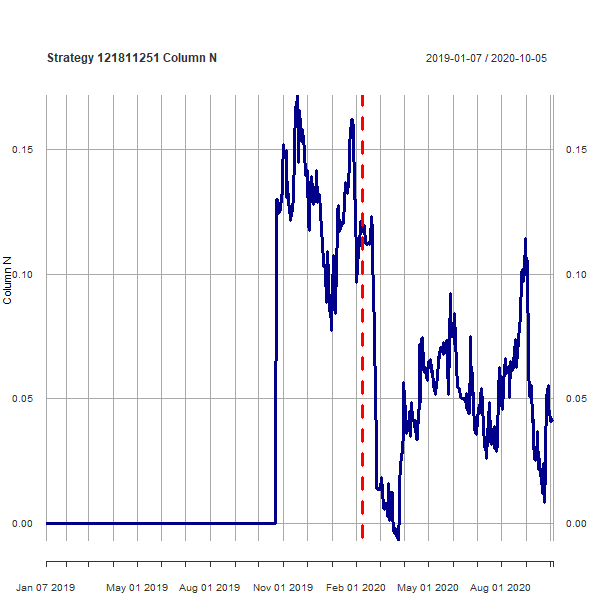 Strategy 121811251 Column N
2019-01-07 / 2020-10-05
0.15
0.15
0.10
0.10
Column N
0.05
0.05
0.00
0.00
Jan 07 2019
May 01 2019
Aug 01 2019
Nov 01 2019
Feb 01 2020
May 01 2020
Aug 01 2020